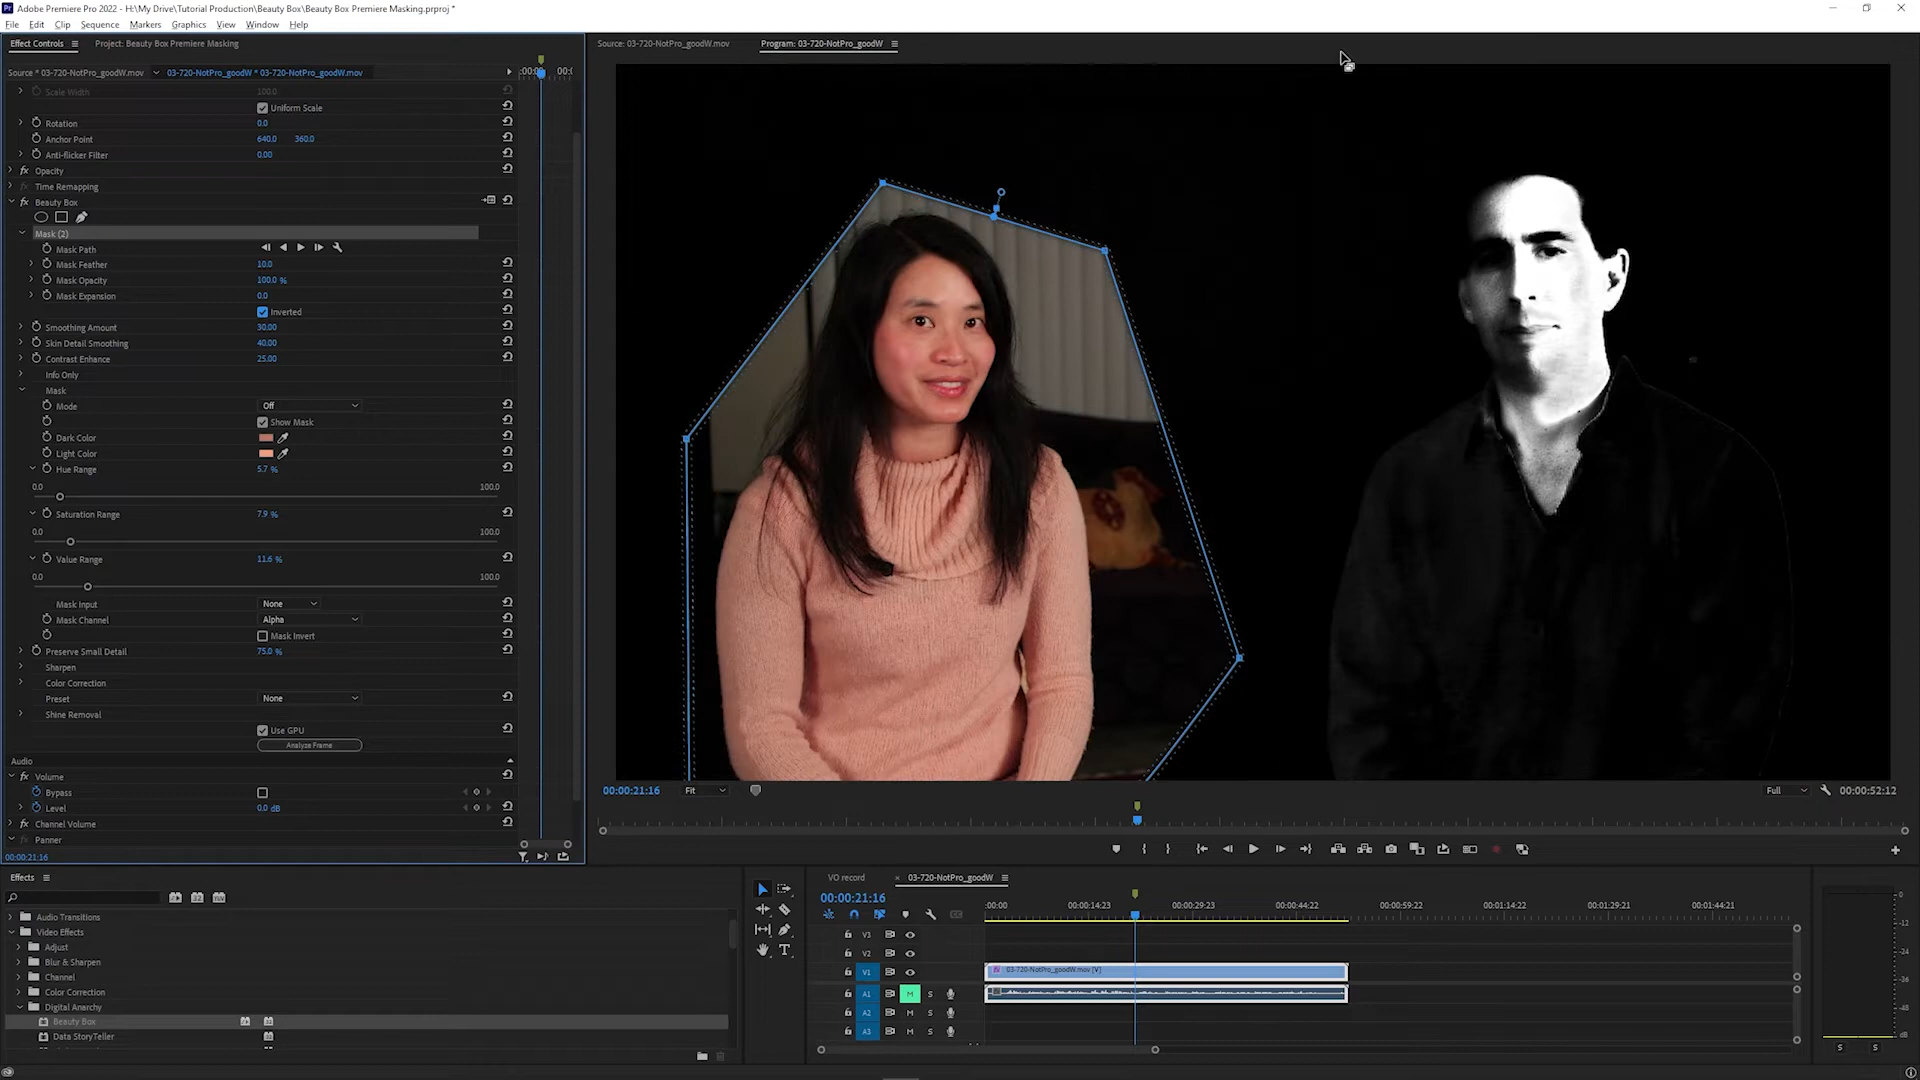 Adobe Premiere Pro 2022 - H:\My Drive\Tutorial Production\Beauty Box\Beauty Box Premiere Masking.prproj *
File Edit Clip Sequence Markers Graphics View Window Help
Effect Controls Project: Beauty Box Premiere Masking
Source * 03-720-NotPro_goodW.mov 03-720-NotPro_goodW * 03-720-NotPro_goodW.mov
Scale Width 100.0
Uniform Scale
Rotation 0.0
Anchor Point 640.0 360.0
Anti-flicker Filter 0.00
fx Opacity
fx Time Remapping
fx Beauty Box
Mask (2)
Mask Path
Mask Feather 10.0
Mask Opacity 100.0 %
Mask Expansion 0.0
Inverted
Smoothing Amount 30.00
Skin Detail Smoothing 40.00
Contrast Enhance 25.00
Info Only
Mask
Mode Off
Show Mask
Dark Color
Light Color
Hue Range 5.7 %
0.0 100.0
Saturation Range 7.9 %
0.0 100.0
Value Range 11.6 %
0.0 100.0
Mask Input None
Mask Channel Alpha
Mask Invert
Preserve Small Detail 75.0 %
Sharpen
Color Correction
Preset None
Shine Removal
Use GPU
Analyze Frame
Audio
fx Volume
Bypass
Level 0.0 dB
fx Channel Volume
Panner
00:00:21:16
Source: 03-720-NotPro_goodW.mov Program: 03-720-NotPro_goodW
00:00:21:16 Fit Full 00:00:52:12
Effects
Audio Transitions
Video Effects
Adjust
Blur & Sharpen
Channel
Color Correction
Digital Anarchy
Beauty Box
Data StoryTeller
VO record × 03-720-NotPro_goodW
00:00:21:16
:00:00 00:00:14:23 00:00:29:23 00:00:44:22 00:00:59:22 00:01:14:22 00:01:29:21 00:01:44:21
V3
V2
V1 03-720-NotPro_goodW.mov [V]
A1 M S
A2 M S
A3 M S
S S